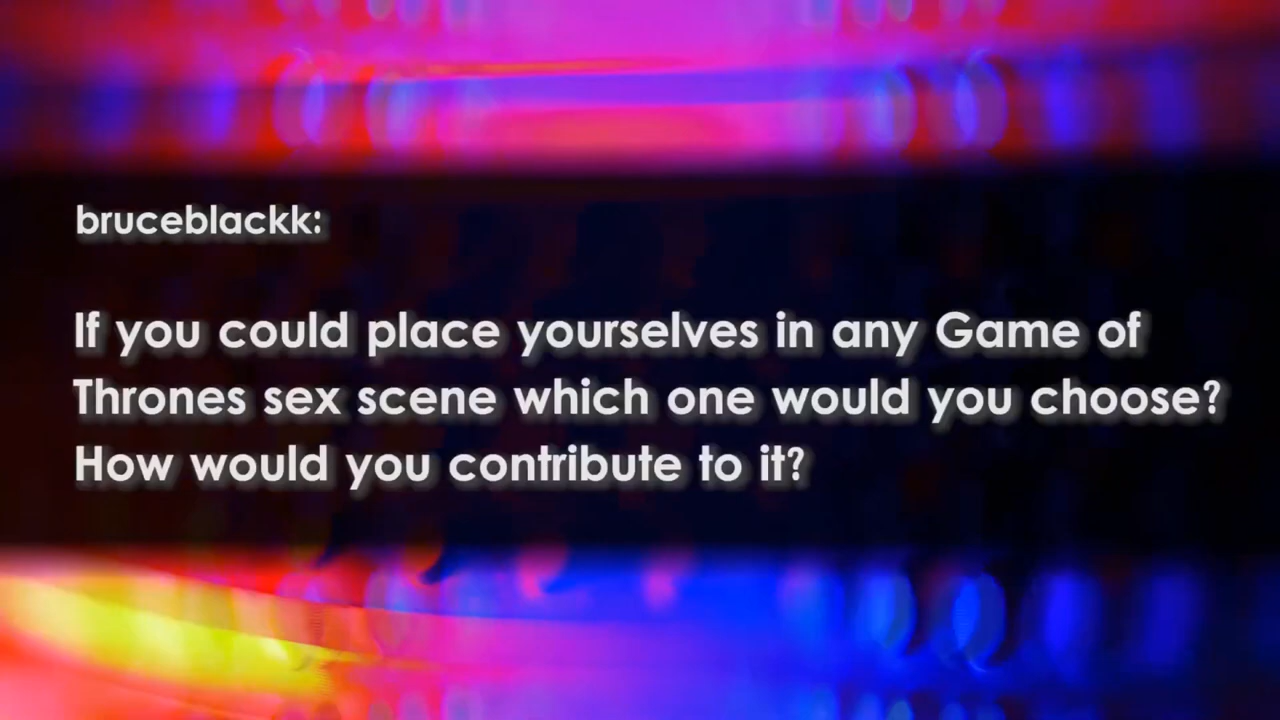 bruceblackk:
If you could place yourselves in any Game of
Thrones sex scene which one would you choose?
How would you contribute to it?